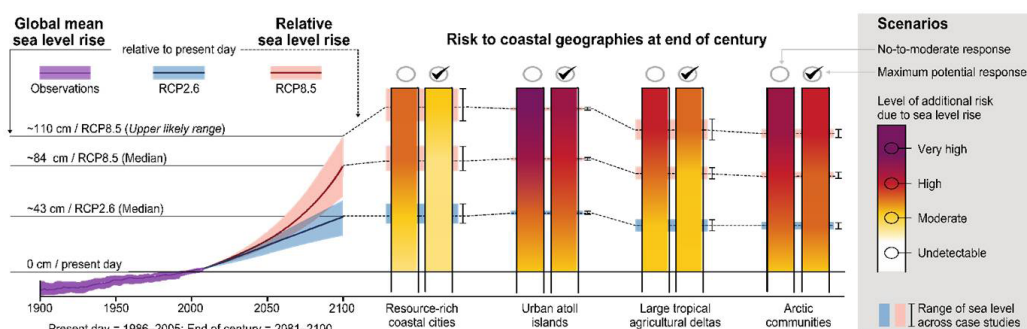 Global mean
sea level rise
Relative
sea level rise
relative to present day
Observations
RCP2.6
RCP8.5
~110 cm / RCP8.5 (Upper likely range)
~84 cm / RCP8.5 (Median)
~43 cm / RCP2.6 (Median)
0 cm / present day
1900
1950
2000
2050
2100
Present day = 1986–2005; End of century = 2081–2100
Risk to coastal geographies at end of century
Resource-rich
coastal cities
Urban atoll
islands
Large tropical
agricultural deltas
Arctic
communities
Scenarios
No-to-moderate response
Maximum potential response
Level of additional risk
due to sea level rise
Very high
High
Moderate
Undetectable
Range of sea level
across case studies